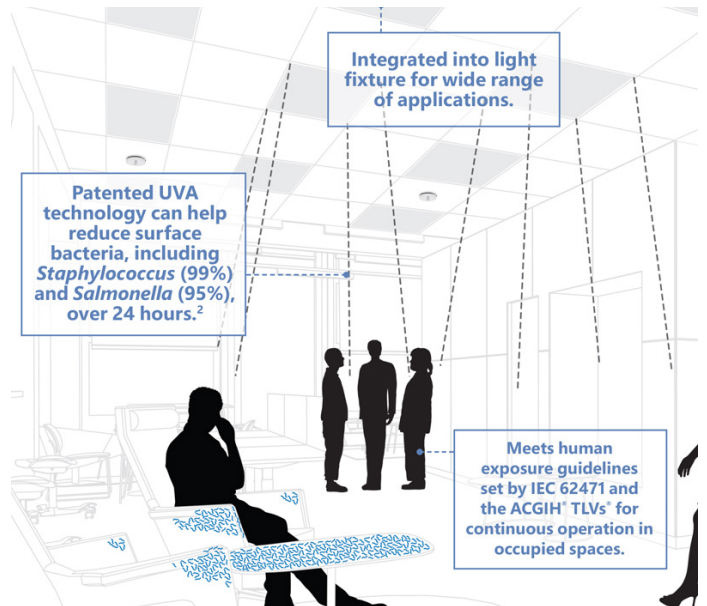 Integrated into light
fixture for wide range
of applications.
Patented UVA
technology can help
reduce surface
bacteria, including
Staphylococcus (99%)
and Salmonella (95%),
over 24 hours.²
Meets human
exposure guidelines
set by IEC 62471 and
the ACGIH® TLVs® for
continuous operation in
occupied spaces.